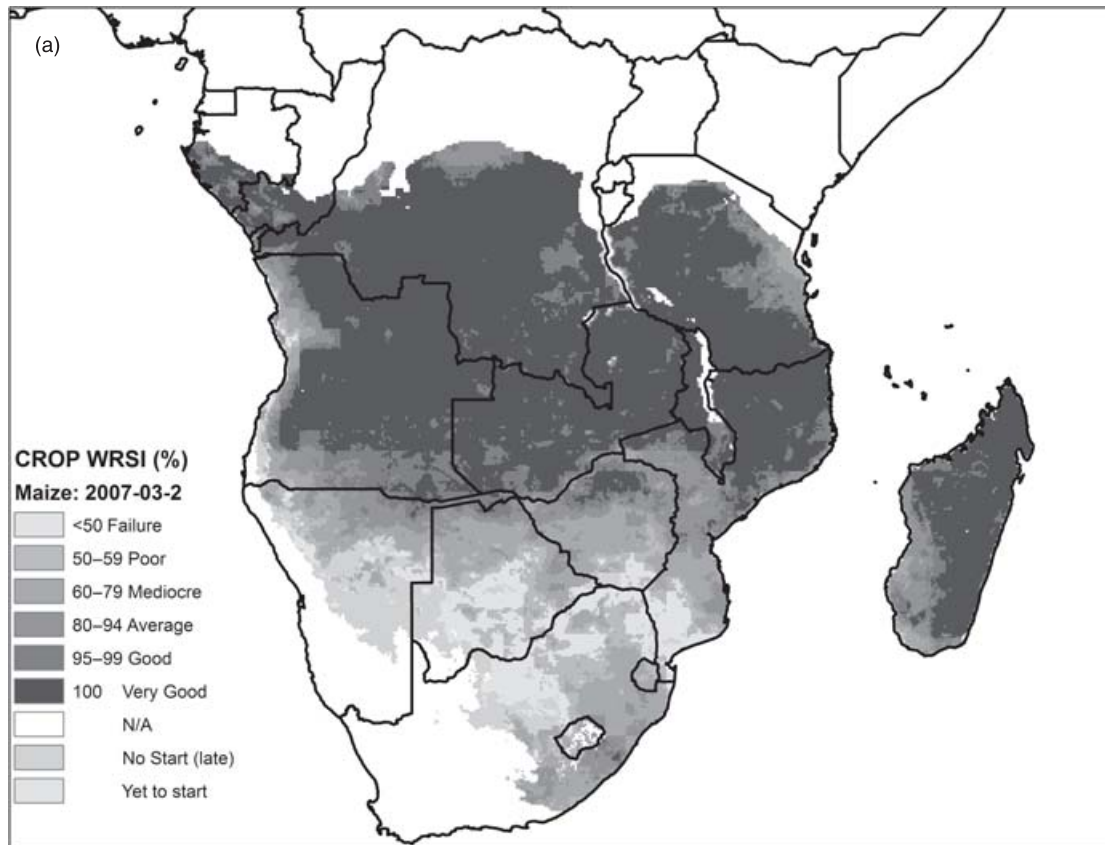 (a)
CROP WRSI (%)
Maize: 2007-03-2
<50 Failure
50–59 Poor
60–79 Mediocre
80–94 Average
95–99 Good
100 Very Good
N/A
No Start (late)
Yet to start